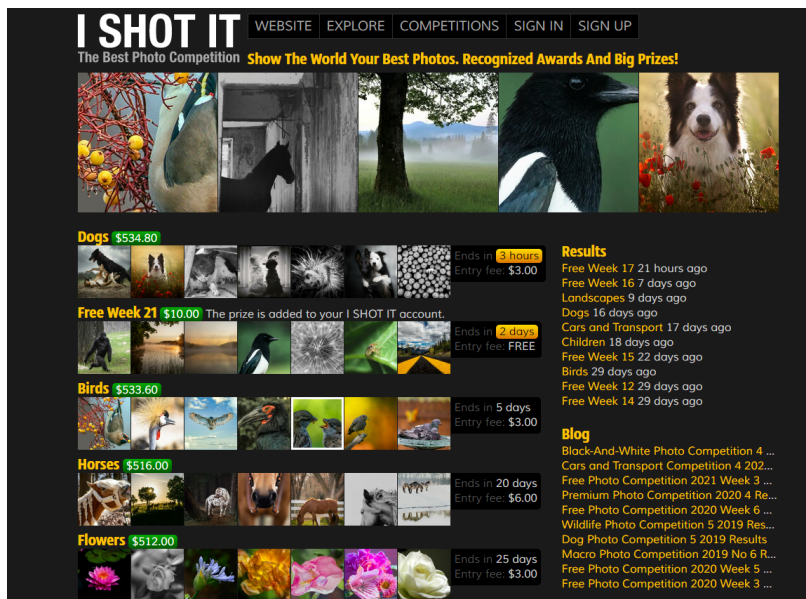 I SHOT IT
The Best Photo Competition
WEBSITE EXPLORE COMPETITIONS SIGN IN SIGN UP
Show The World Your Best Photos. Recognized Awards And Big Prizes!
Dogs $534.80
Ends in 3 hours
Entry fee: $3.00
Free Week 21 $10.00 The prize is added to your I SHOT IT account.
Ends in 2 days
Entry fee: FREE
Birds $533.60
Ends in 5 days
Entry fee: $3.00
Horses $516.00
Ends in 20 days
Entry fee: $6.00
Flowers $512.00
Ends in 25 days
Entry fee: $3.00
Results
Free Week 17 21 hours ago
Free Week 16 7 days ago
Landscapes 9 days ago
Dogs 16 days ago
Cars and Transport 17 days ago
Children 18 days ago
Free Week 15 22 days ago
Birds 29 days ago
Free Week 12 29 days ago
Free Week 14 29 days ago
Blog
Black-And-White Photo Competition 4 ...
Cars and Transport Competition 4 202...
Free Photo Competition 2021 Week 3 ...
Premium Photo Competition 2020 4 Re...
Free Photo Competition 2020 Week 6 ...
Wildlife Photo Competition 5 2019 Res...
Dog Photo Competition 5 2019 Results
Macro Photo Competition 2019 No 6 R...
Free Photo Competition 2020 Week 5 ...
Free Photo Competition 2020 Week 3 ...